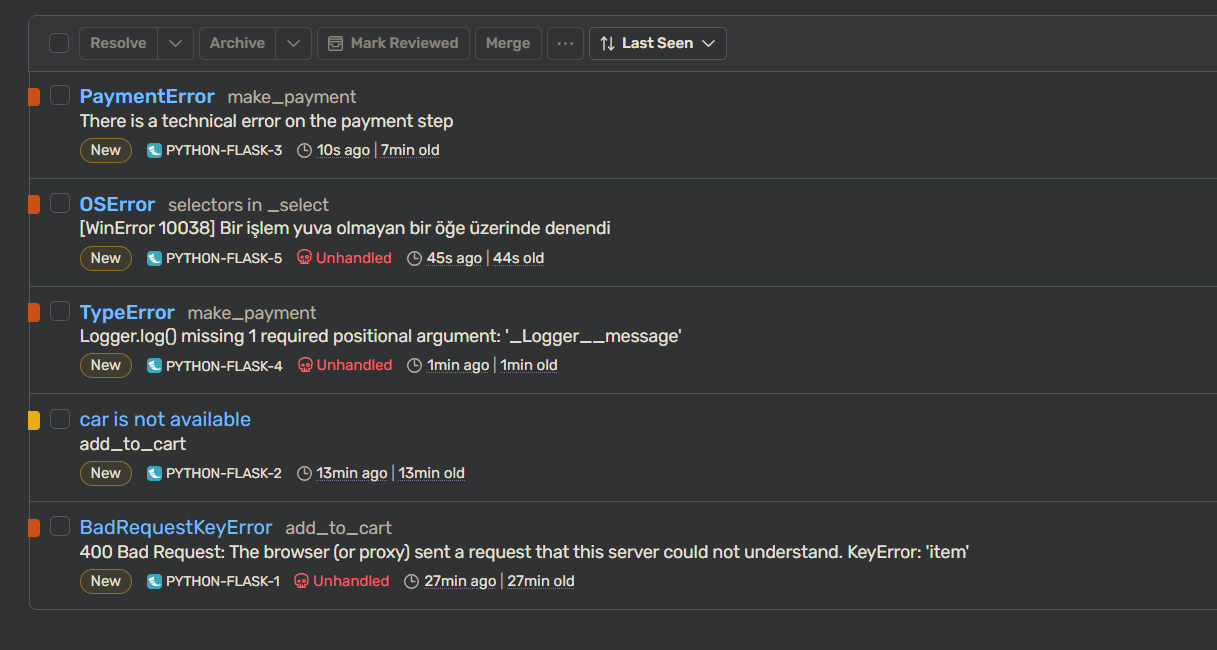 Resolve Archive Mark Reviewed Merge ... Last Seen
PaymentError make_payment
There is a technical error on the payment step
New PYTHON-FLASK-3 10s ago | 7min old
OSError selectors in _select
[WinError 10038] Bir işlem yuva olmayan bir öğe üzerinde denendi
New PYTHON-FLASK-5 Unhandled 45s ago | 44s old
TypeError make_payment
Logger.log() missing 1 required positional argument: '_Logger__message'
New PYTHON-FLASK-4 Unhandled 1min ago | 1min old
car is not available
add_to_cart
New PYTHON-FLASK-2 13min ago | 13min old
BadRequestKeyError add_to_cart
400 Bad Request: The browser (or proxy) sent a request that this server could not understand. KeyError: 'item'
New PYTHON-FLASK-1 Unhandled 27min ago | 27min old